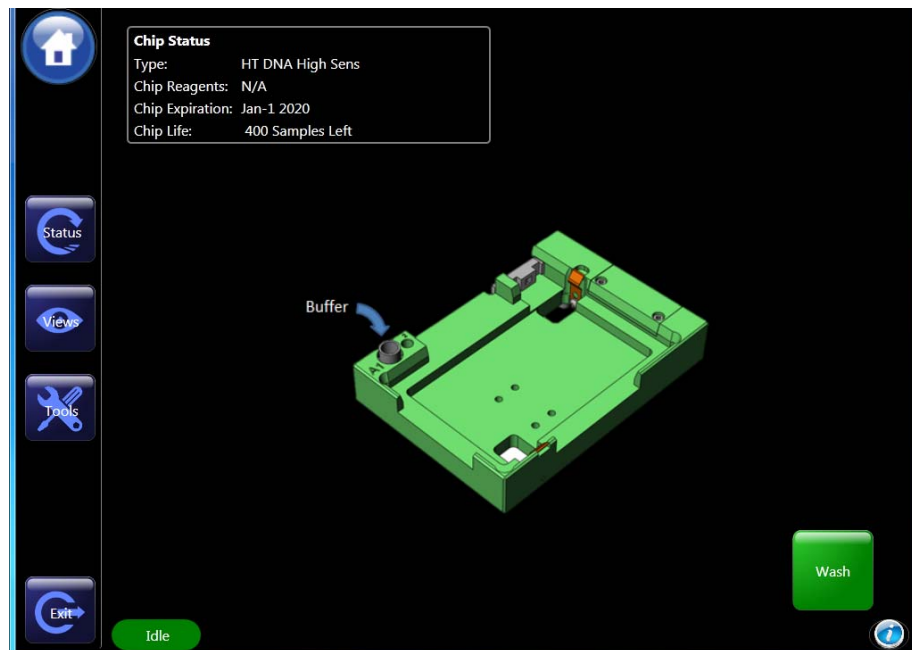 Chip Status
Type: HT DNA High Sens
Chip Reagents: N/A
Chip Expiration: Jan-1 2020
Chip Life: 400 Samples Left
Status
Buffer
Views
A1
Tools
Wash
Exit
Idle